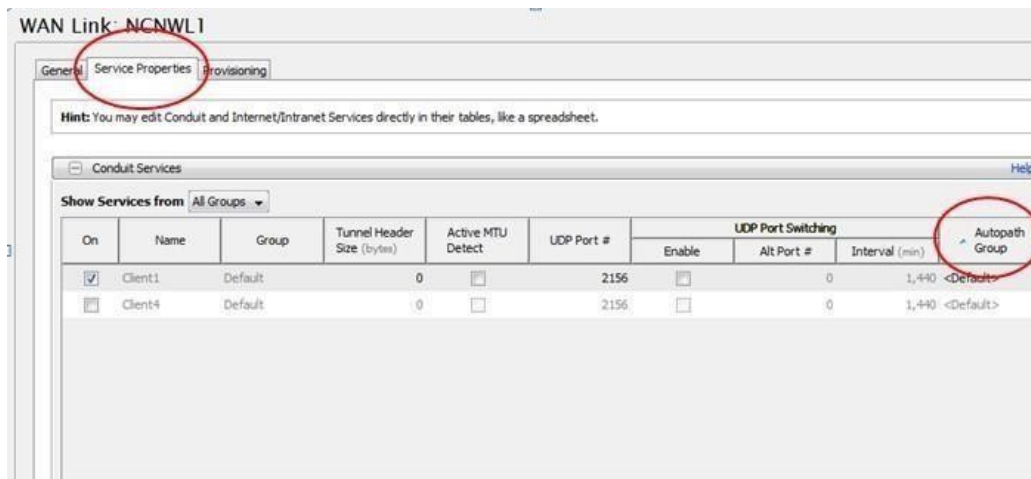 WAN Link: NCNWL1
General Service Properties Provisioning
Hint: You may edit Conduit and Internet/Intranet Services directly in their tables, like a spreadsheet.
Conduit Services Help
Show Services from All Groups
On Name Group Tunnel Header Size (bytes) Active MTU Detect UDP Port # UDP Port Switching Enable Alt Port # Interval (min) Autopath Group
Client1 Default 0 2156 0 1,440 <Default>
Client4 Default 0 2156 0 1,440 <Default>